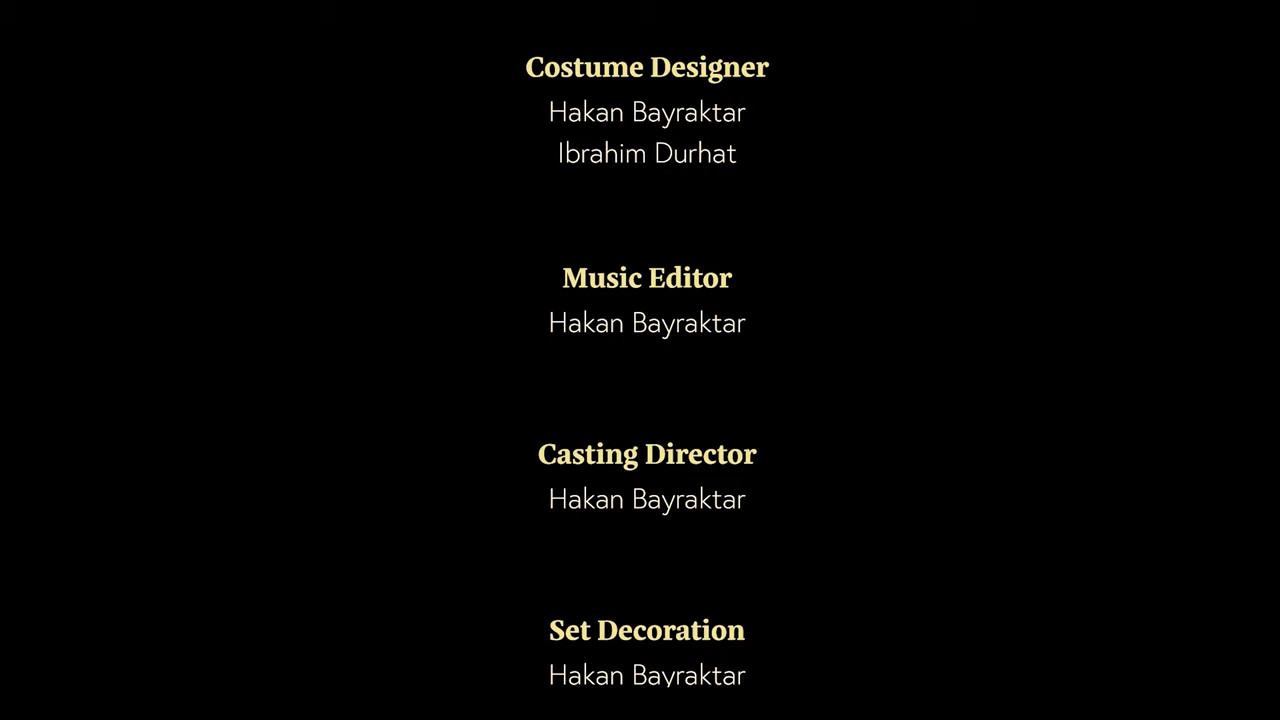 Costume Designer
Hakan Bayraktar
Ibrahim Durhat
Music Editor
Hakan Bayraktar
Casting Director
Hakan Bayraktar
Set Decoration
Hakan Bayraktar